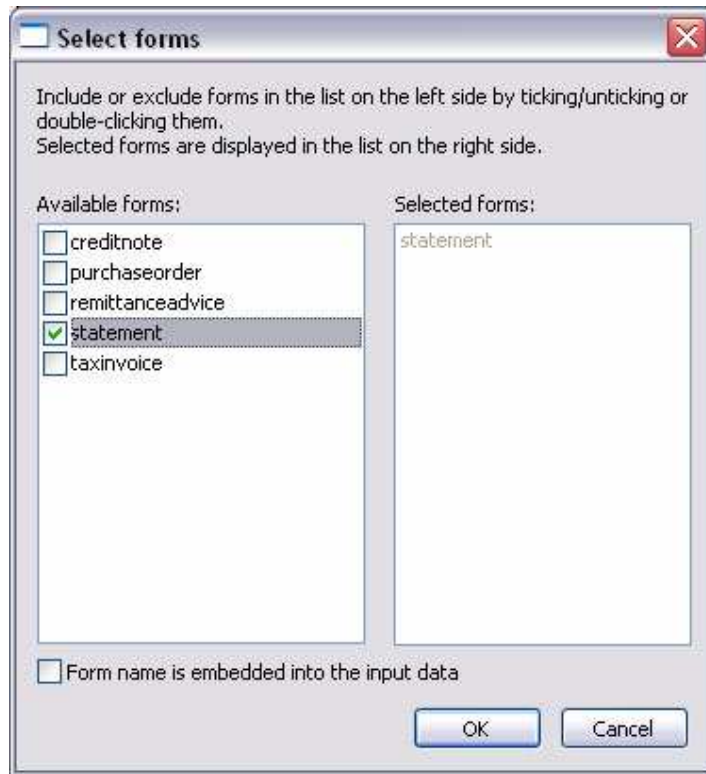 Select forms
Include or exclude forms in the list on the left side by ticking/unticking or
double-clicking them.
Selected forms are displayed in the list on the right side.
Available forms:
Selected forms:
creditnote
statement
purchaseorder
remittanceadvice
statement
taxinvoice
Form name is embedded into the input data
OK
Cancel